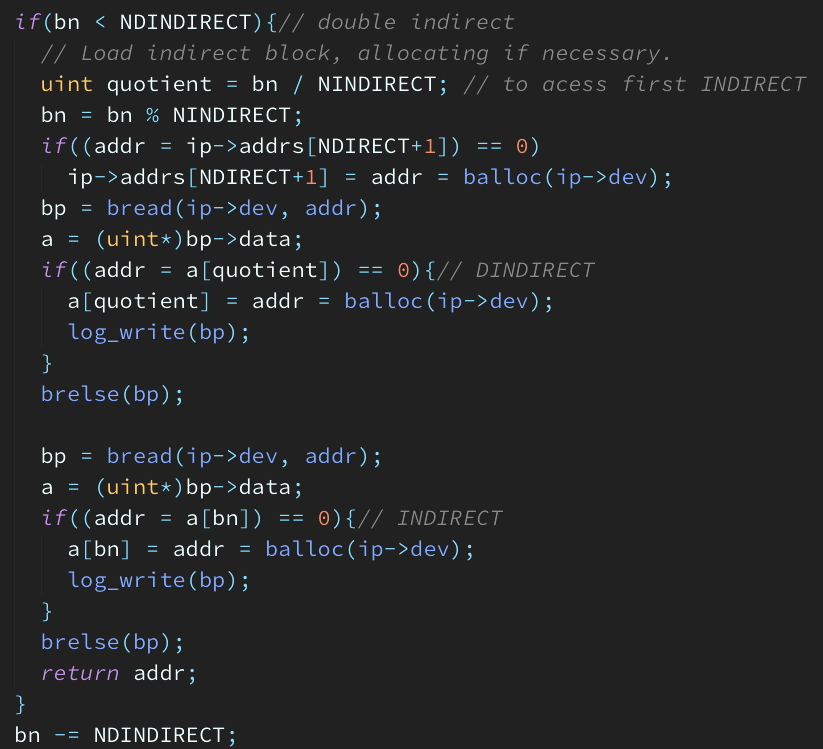 if(bn < NDINDIRECT){// double indirect
// Load indirect block, allocating if necessary.
uint quotient = bn / NINDIRECT; // to acess first INDIRECT
bn = bn % NINDIRECT;
if((addr = ip->addrs[NDIRECT+1]) == 0)
ip->addrs[NDIRECT+1] = addr = balloc(ip->dev);
bp = bread(ip->dev, addr);
a = (uint*)bp->data;
if((addr = a[quotient]) == 0){// DINDIRECT
a[quotient] = addr = balloc(ip->dev);
log_write(bp);
}
brelse(bp);
bp = bread(ip->dev, addr);
a = (uint*)bp->data;
if((addr = a[bn]) == 0){// INDIRECT
a[bn] = addr = balloc(ip->dev);
log_write(bp);
}
brelse(bp);
return addr;
}
bn -= NDINDIRECT;